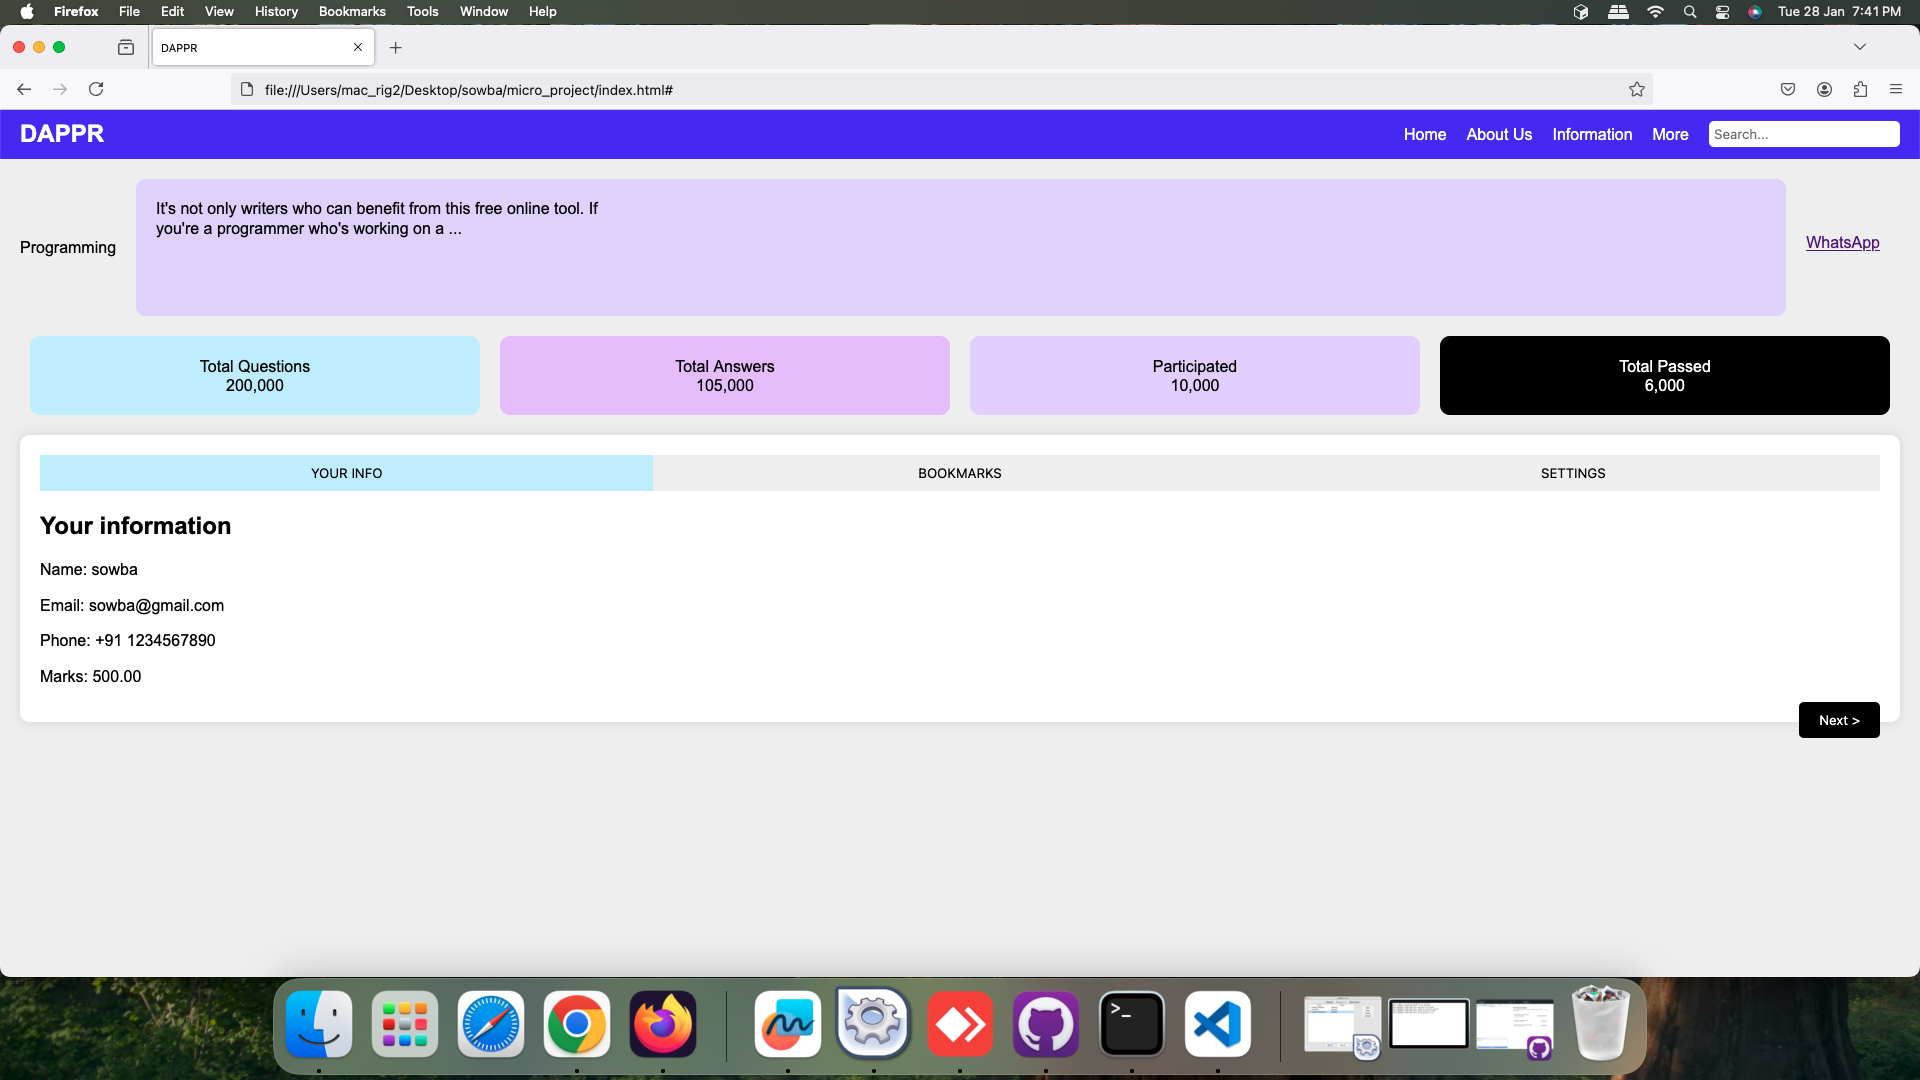 Firefox File Edit View History Bookmarks Tools Window Help Tue 28 Jan 7:41 PM
DAPPR
file:///Users/mac_rig2/Desktop/sowba/micro_project/index.html#
DAPPR Home About Us Information More Search...
Programming
It's not only writers who can benefit from this free online tool. If
you're a programmer who's working on a ...
WhatsApp
Total Questions
200,000
Total Answers
105,000
Participated
10,000
Total Passed
6,000
YOUR INFO BOOKMARKS SETTINGS
Your information
Name: sowba
Email: sowba@gmail.com
Phone: +91 1234567890
Marks: 500.00
Next >